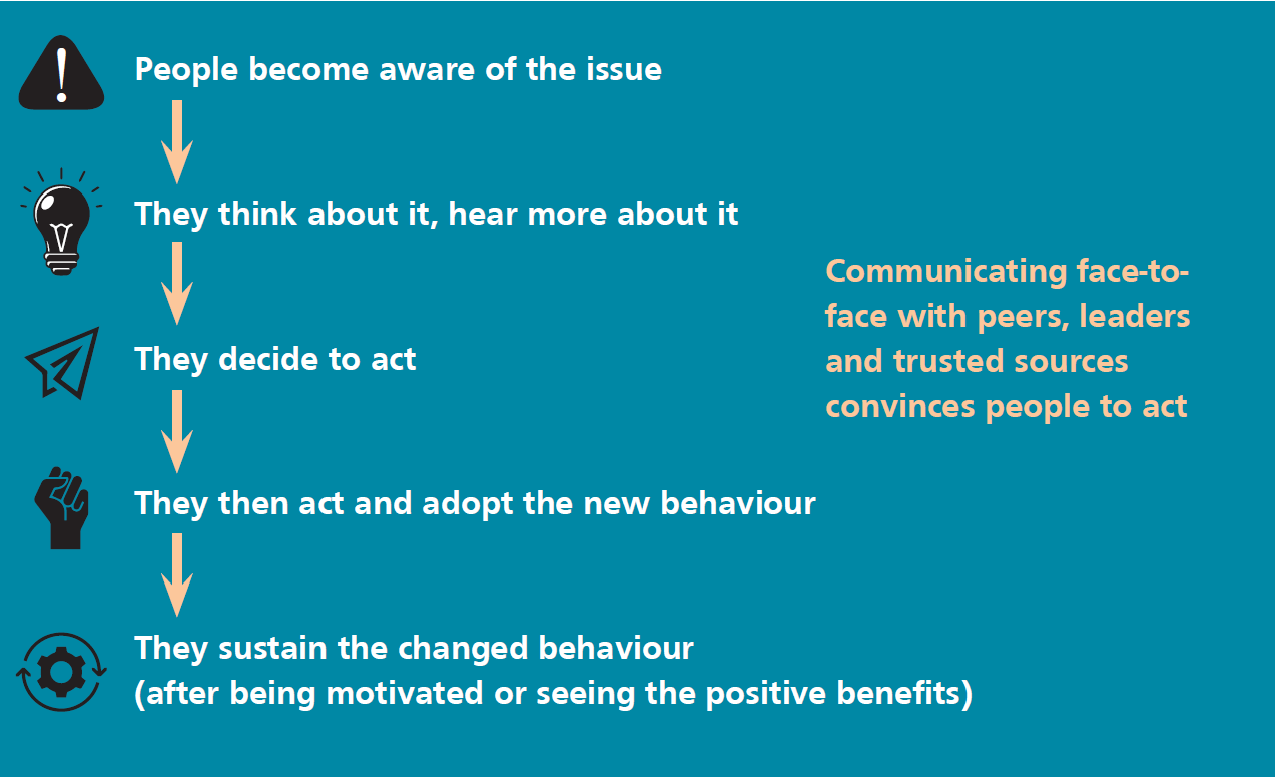 People become aware of the issue
They think about it, hear more about it
They decide to act
They then act and adopt the new behaviour
They sustain the changed behaviour
(after being motivated or seeing the positive benefits)
Communicating face-to-
face with peers, leaders
and trusted sources
convinces people to act